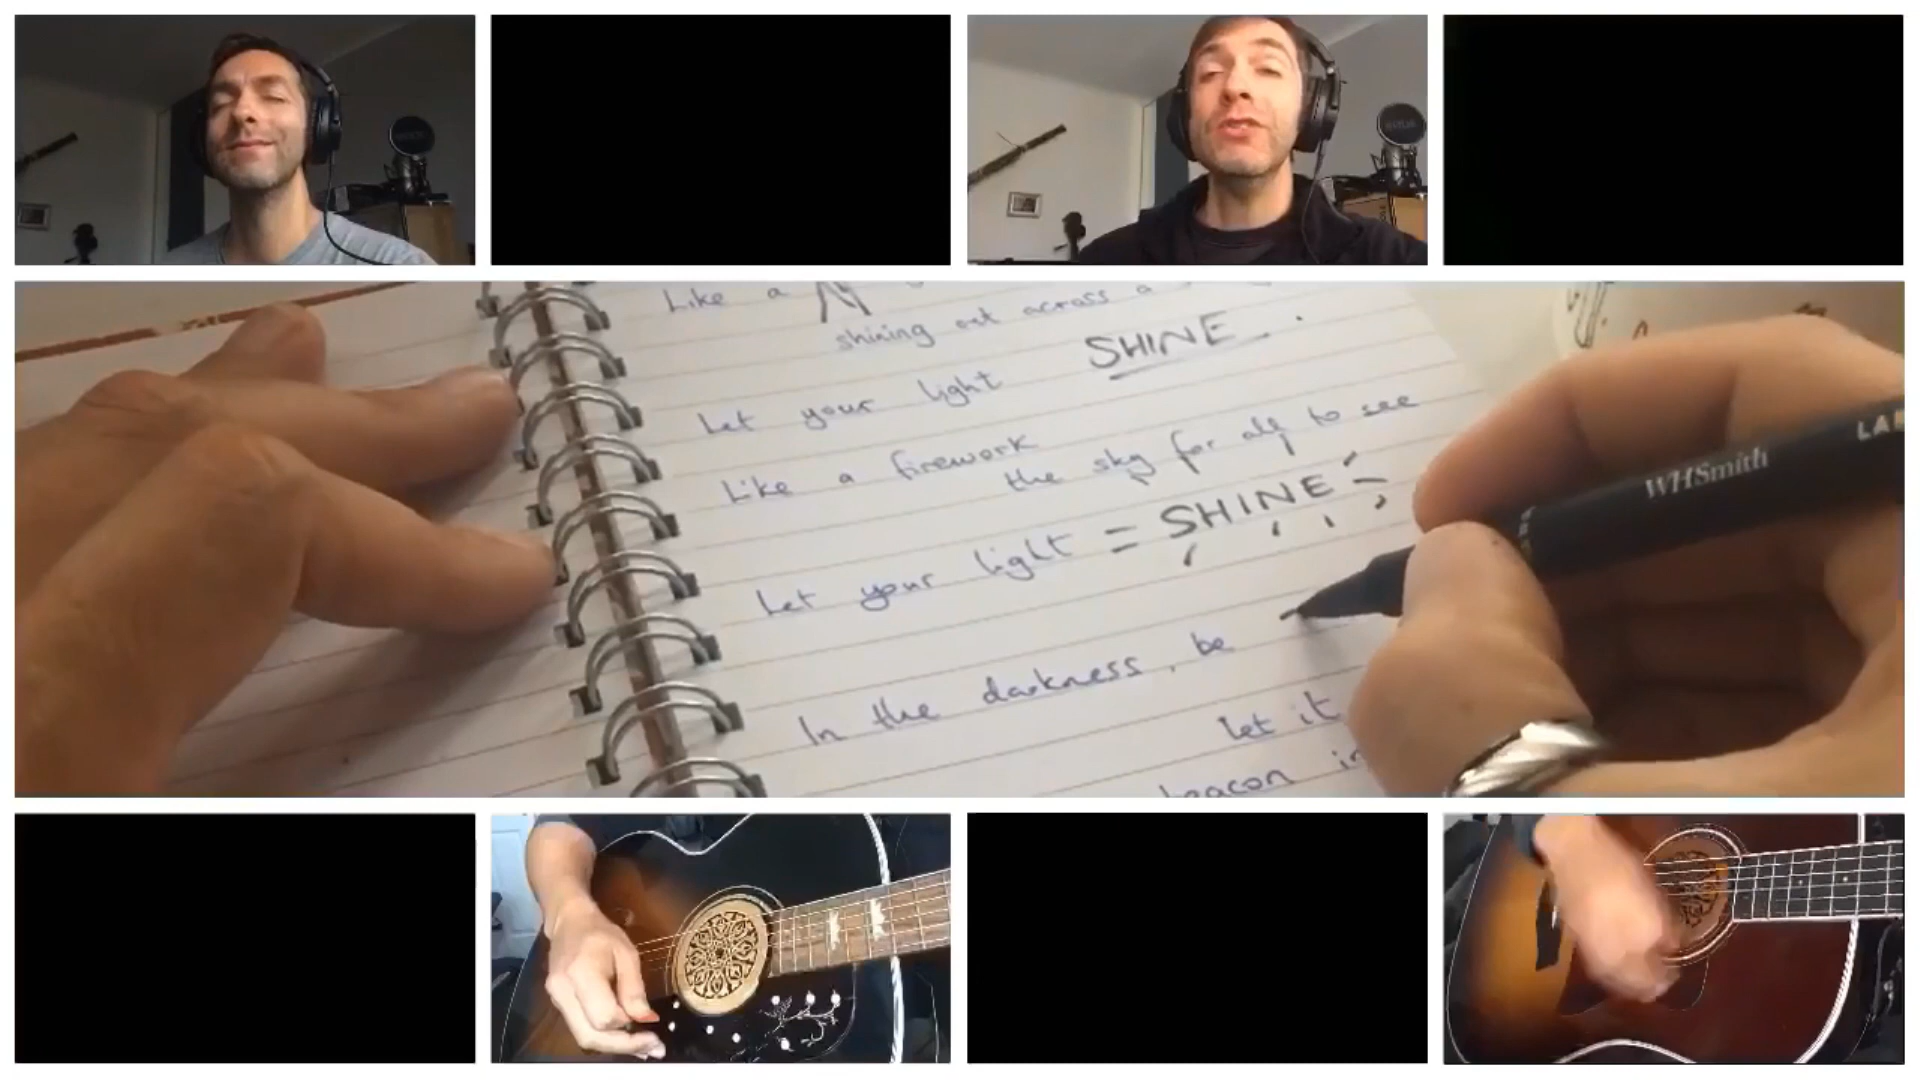 Like a
shining out across a
Let your light SHINE
Like a firework
the sky for all to see
Let your light = SHINE
In the darkness, be
let it
beacon in
WHSmith